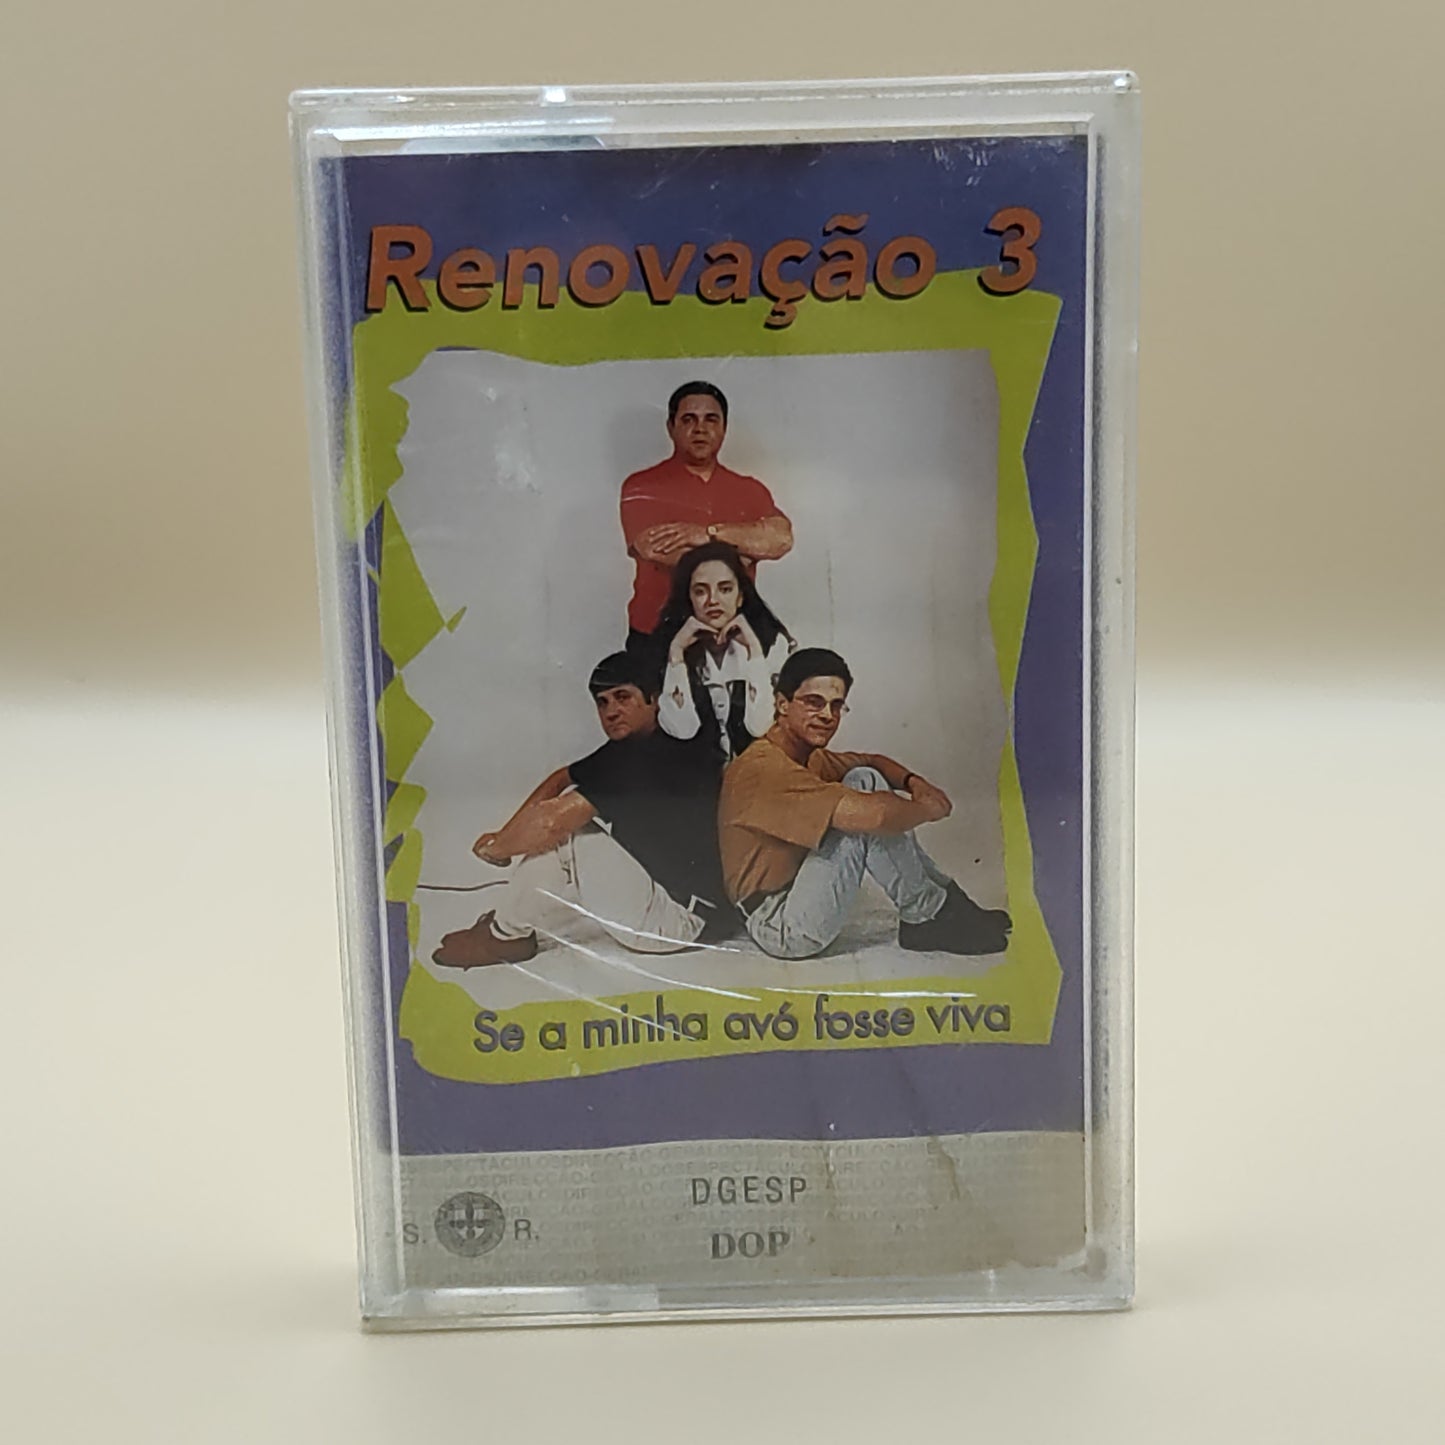 Renovação 3
Se a minha avó fosse viva
DGESP
S. R.
DOP